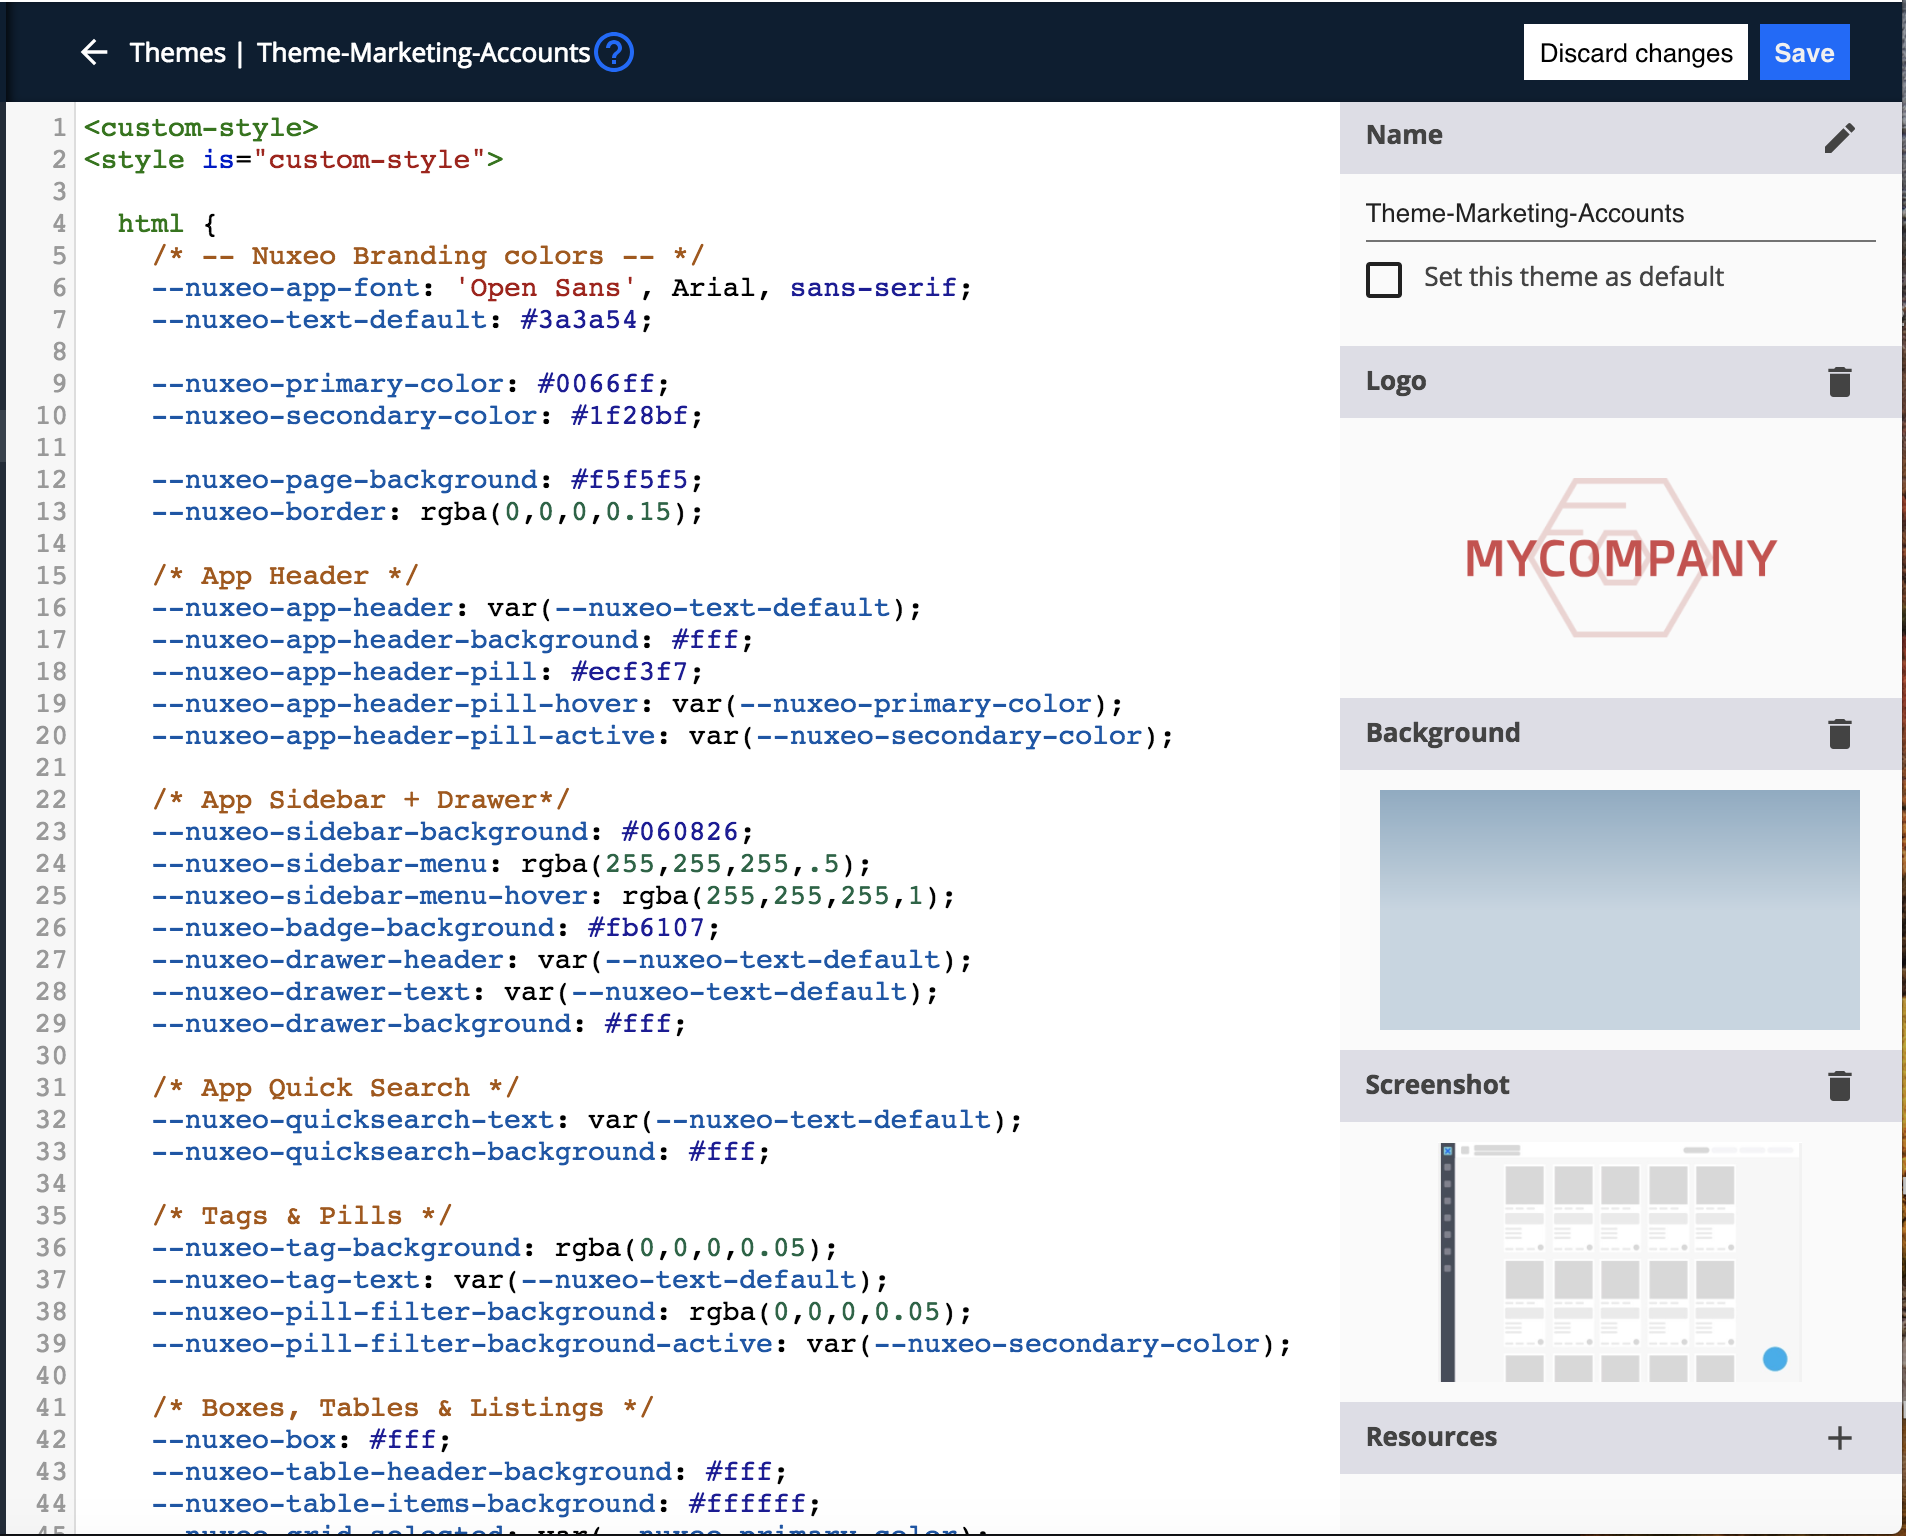 Themes | Theme-Marketing-Accounts ?
Discard changes
Save
1 <custom-style>
2 <style is="custom-style">
3
4 html {
5 /* -- Nuxeo Branding colors -- */
6 --nuxeo-app-font: 'Open Sans', Arial, sans-serif;
7 --nuxeo-text-default: #3a3a54;
8
9 --nuxeo-primary-color: #0066ff;
10 --nuxeo-secondary-color: #1f28bf;
11
12 --nuxeo-page-background: #f5f5f5;
13 --nuxeo-border: rgba(0,0,0,0.15);
14
15 /* App Header */
16 --nuxeo-app-header: var(--nuxeo-text-default);
17 --nuxeo-app-header-background: #fff;
18 --nuxeo-app-header-pill: #ecf3f7;
19 --nuxeo-app-header-pill-hover: var(--nuxeo-primary-color);
20 --nuxeo-app-header-pill-active: var(--nuxeo-secondary-color);
21
22 /* App Sidebar + Drawer*/
23 --nuxeo-sidebar-background: #060826;
24 --nuxeo-sidebar-menu: rgba(255,255,255,.5);
25 --nuxeo-sidebar-menu-hover: rgba(255,255,255,1);
26 --nuxeo-badge-background: #fb6107;
27 --nuxeo-drawer-header: var(--nuxeo-text-default);
28 --nuxeo-drawer-text: var(--nuxeo-text-default);
29 --nuxeo-drawer-background: #fff;
30
31 /* App Quick Search */
32 --nuxeo-quicksearch-text: var(--nuxeo-text-default);
33 --nuxeo-quicksearch-background: #fff;
34
35 /* Tags & Pills */
36 --nuxeo-tag-background: rgba(0,0,0,0.05);
37 --nuxeo-tag-text: var(--nuxeo-text-default);
38 --nuxeo-pill-filter-background: rgba(0,0,0,0.05);
39 --nuxeo-pill-filter-background-active: var(--nuxeo-secondary-color);
40
41 /* Boxes, Tables & Listings */
42 --nuxeo-box: #fff;
43 --nuxeo-table-header-background: #fff;
44 --nuxeo-table-items-background: #ffffff;
45 --nuxeo-grid-selected: var(--nuxeo-primary-color);
Name
Theme-Marketing-Accounts
Set this theme as default
Logo
MYCOMPANY
Background
Screenshot
Resources